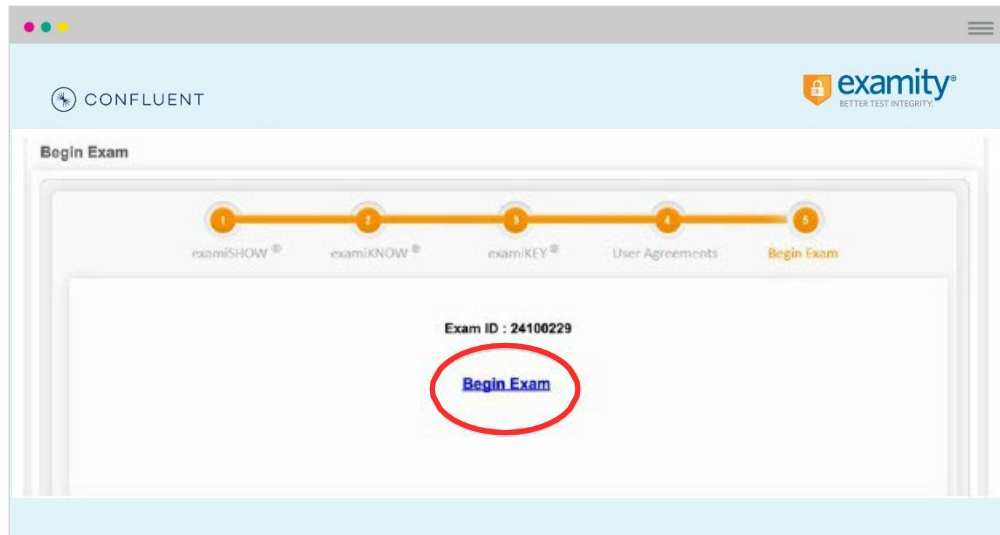 CONFLUENT
examity®
BETTER TEST INTEGRITY.
Begin Exam
1 2 3 4 5
examiSHOW ® examiKNOW ® examiKEY ® User Agreements Begin Exam
Exam ID : 24100229
Begin Exam